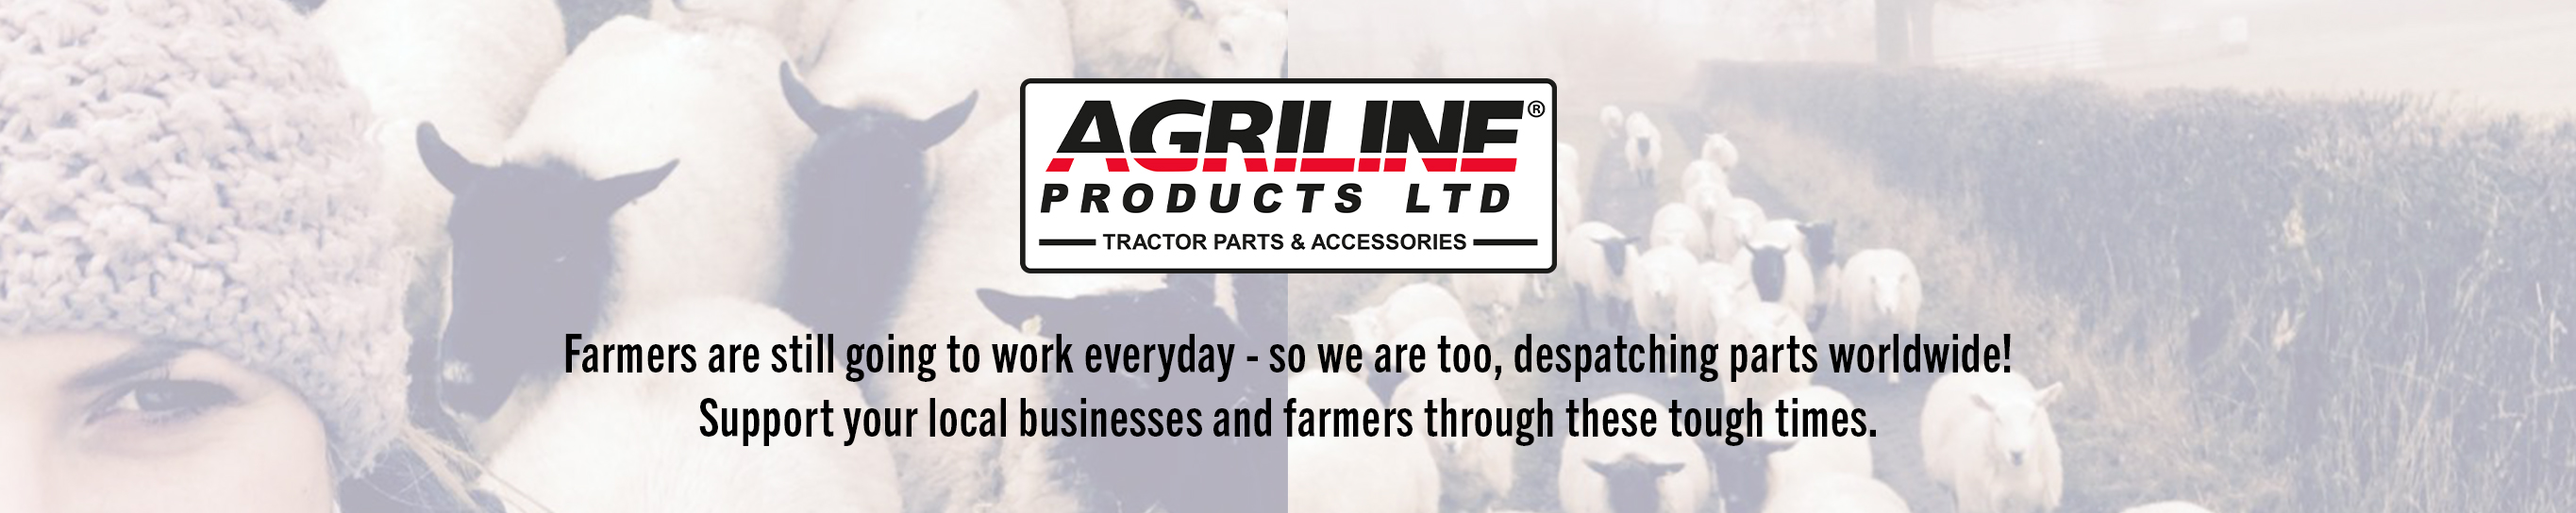 AGRILINE®
PRODUCTS LTD
TRACTOR PARTS & ACCESSORIES
Farmers are still going to work everyday - so we are too, despatching parts worldwide!
Support your local businesses and farmers through these tough times.